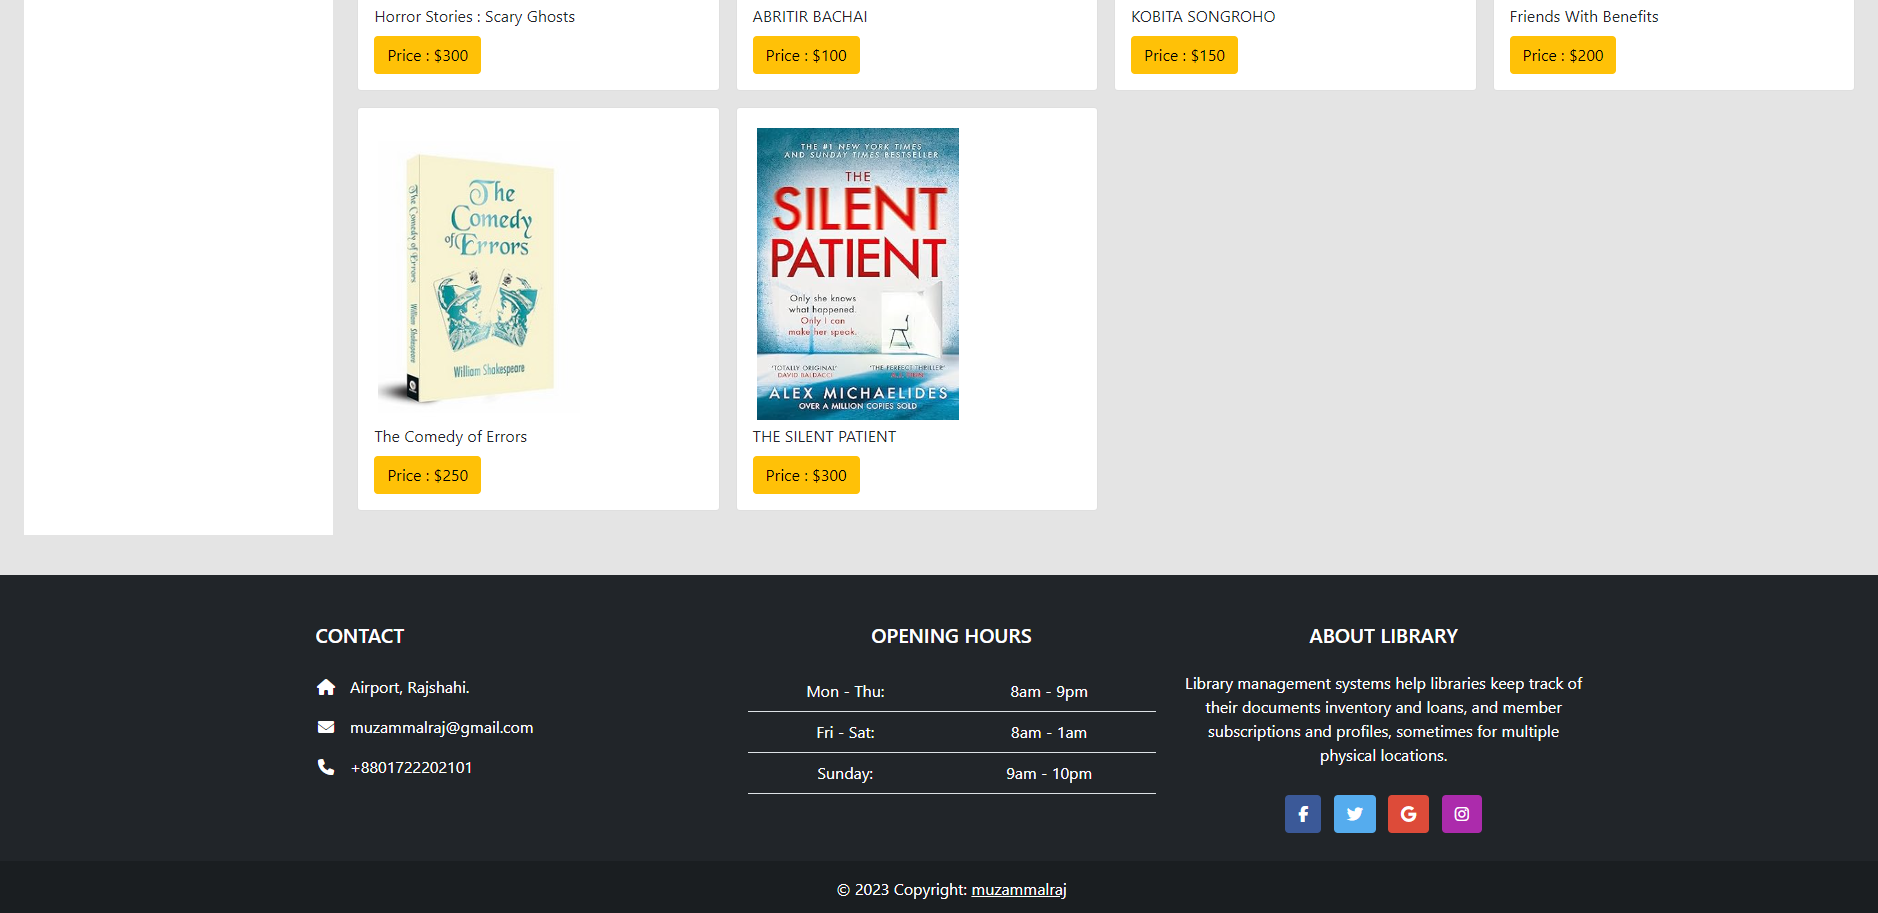 Horror Stories : Scary Ghosts
Price : $300
ABRITIR BACHAI
Price : $100
KOBITA SONGROHO
Price : $150
Friends With Benefits
Price : $200
The Comedy of Errors
William Shakespeare
The
Comedy
of Errors
William Shakespeare
The Comedy of Errors
Price : $250
THE #1 NEW YORK TIMES
AND SUNDAY TIMES BESTSELLER
THE
SILENT
PATIENT
Only she knows
what happened.
Only I can
make her speak.
'TOTALLY ORIGINAL'
DAVID BALDACCI
'THE PERFECT THRILLER'
ALEX MICHAELIDES
OVER A MILLION COPIES SOLD
THE SILENT PATIENT
Price : $300
CONTACT
Airport, Rajshahi.
muzammalraj@gmail.com
+8801722202101
OPENING HOURS
Mon - Thu: 8am - 9pm
Fri - Sat: 8am - 1am
Sunday: 9am - 10pm
ABOUT LIBRARY
Library management systems help libraries keep track of
their documents inventory and loans, and member
subscriptions and profiles, sometimes for multiple
physical locations.
© 2023 Copyright: muzammalraj